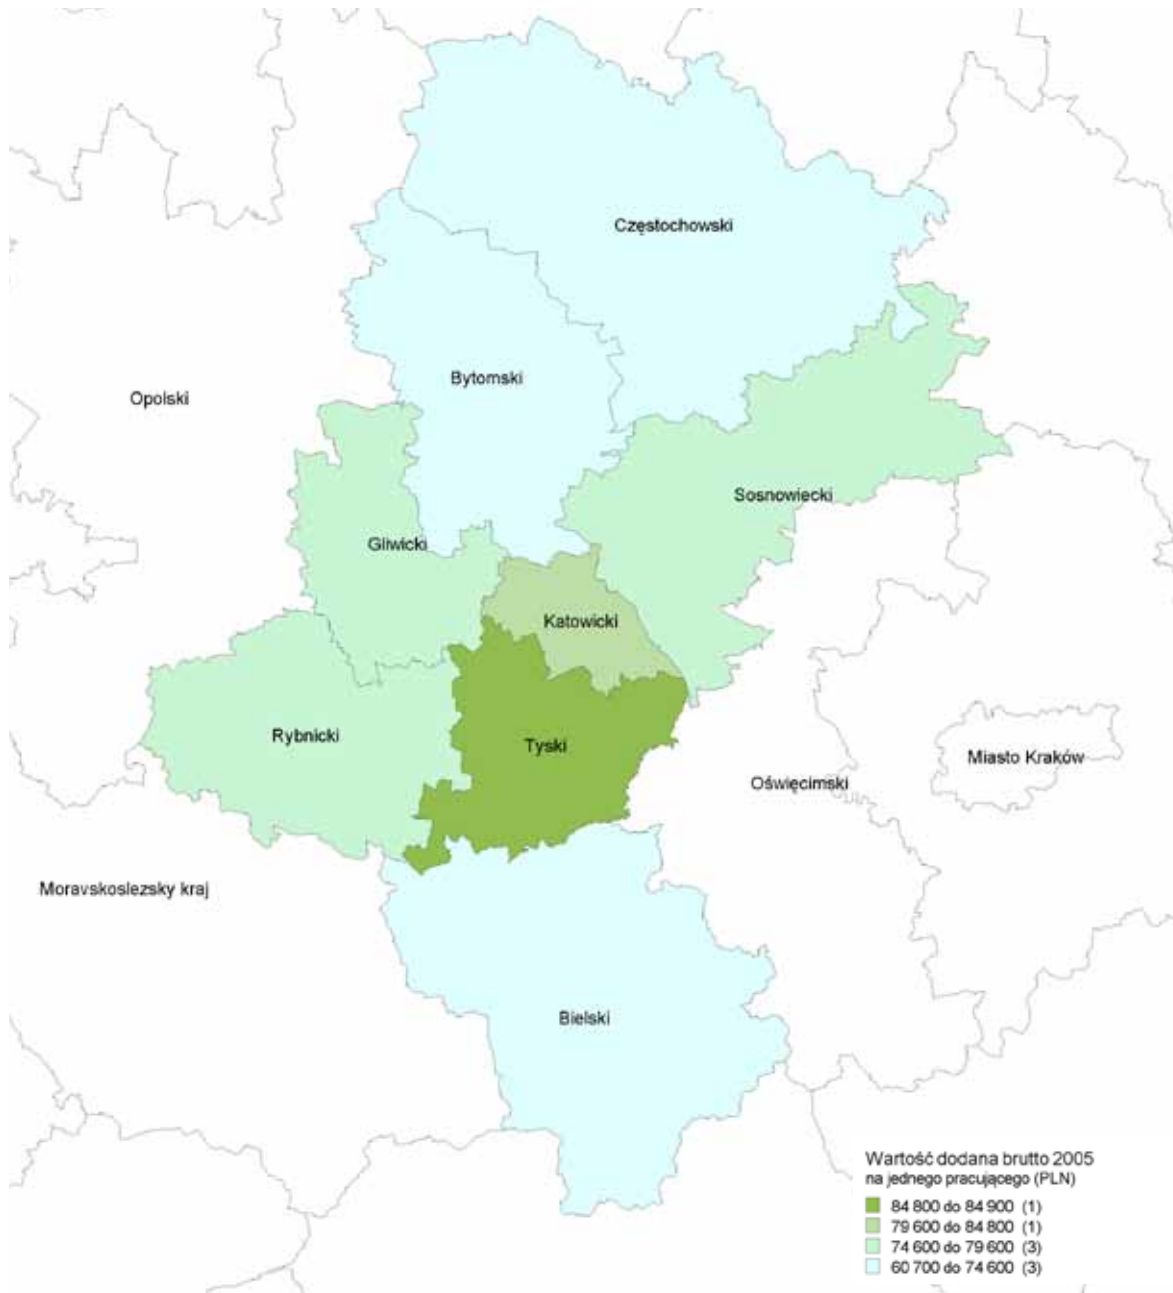 Częstochowski
Bytomski
Opolski
Sosnowiecki
Gliwicki
Katowicki
Rybnicki
Tyski
Miasto Kraków
Oświęcimski
Moravskoslezsky kraj
Bielski
Wartość dodana brutto 2005
na jednego pracującego (PLN)
84 800 do 84 900 (1)
79 600 do 84 800 (1)
74 600 do 79 600 (3)
60 700 do 74 600 (3)